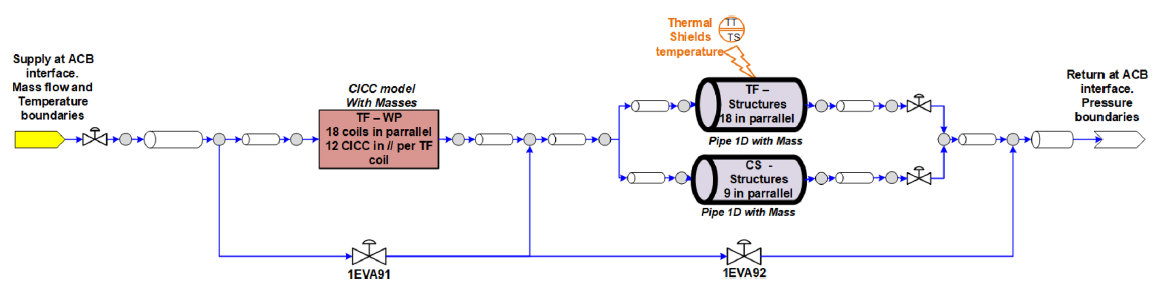 Supply at ACB
interface.
Mass flow and
Temperature
boundaries
CICC model
With Masses
TF – WP
18 coils in parrallel
12 CICC in // per TF
coil
Thermal
Shields
temperature
TT
TS
TF –
Structures
18 in parrallel
Pipe 1D with Mass
CS -
Structures
9 in parrallel
Pipe 1D with Mass
Return at ACB
interface.
Pressure
boundaries
1EVA91
1EVA92